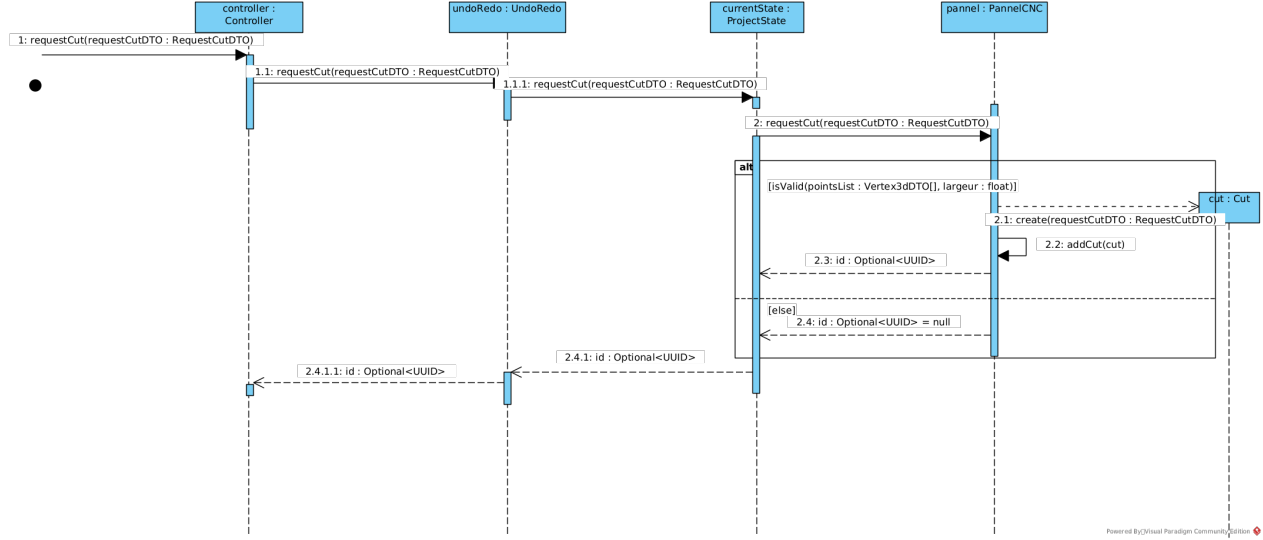 controller :
Controller
undoRedo : UndoRedo
currentState :
ProjectState
pannel : PannelCNC
1: requestCut(requestCutDTO : RequestCutDTO)
1.1: requestCut(requestCutDTO : RequestCutDTO)
1.1.1: requestCut(requestCutDTO : RequestCutDTO)
2: requestCut(requestCutDTO : RequestCutDTO)
alt
[isValid(pointsList : Vertex3dDTO[], largeur : float)]
cut : Cut
2.1: create(requestCutDTO : RequestCutDTO)
2.2: addCut(cut)
2.3: id : Optional<UUID>
[else]
2.4: id : Optional<UUID> = null
2.4.1: id : Optional<UUID>
2.4.1.1: id : Optional<UUID>
Powered By Visual Paradigm Community Edition